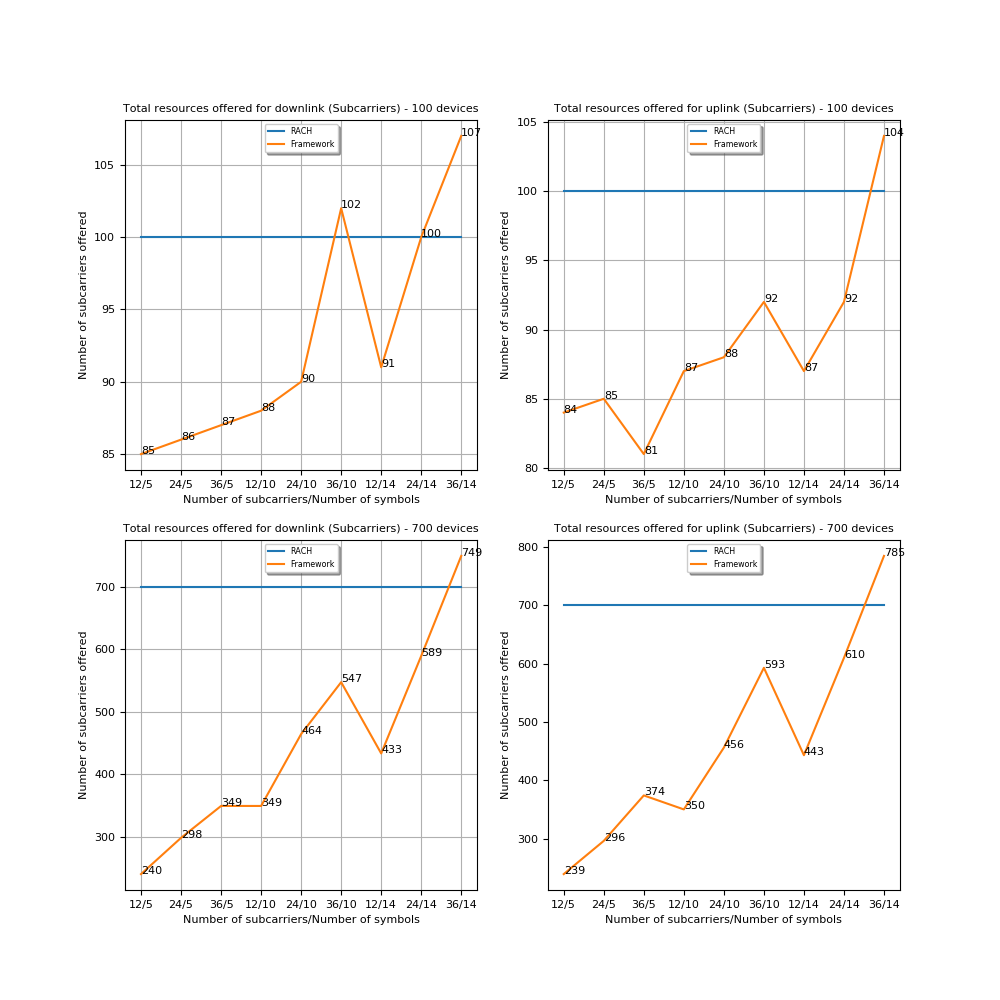 Total resources offered for downlink (Subcarriers) - 100 devices
RACH
Framework
Number of subcarriers offered
105
100
95
90
85
85
86
87
88
90
102
91
100
107
12/5 24/5 36/5 12/10 24/10 36/10 12/14 24/14 36/14
Number of subcarriers/Number of symbols
Total resources offered for uplink (Subcarriers) - 100 devices
RACH
Framework
Number of subcarriers offered
105
100
95
90
85
80
84
85
81
87
88
92
87
92
104
12/5 24/5 36/5 12/10 24/10 36/10 12/14 24/14 36/14
Number of subcarriers/Number of symbols
Total resources offered for downlink (Subcarriers) - 700 devices
RACH
Framework
Number of subcarriers offered
700
600
500
400
300
240
298
349
349
464
547
433
589
749
12/5 24/5 36/5 12/10 24/10 36/10 12/14 24/14 36/14
Number of subcarriers/Number of symbols
Total resources offered for uplink (Subcarriers) - 700 devices
RACH
Framework
Number of subcarriers offered
800
700
600
500
400
300
239
296
374
350
456
593
443
610
785
12/5 24/5 36/5 12/10 24/10 36/10 12/14 24/14 36/14
Number of subcarriers/Number of symbols